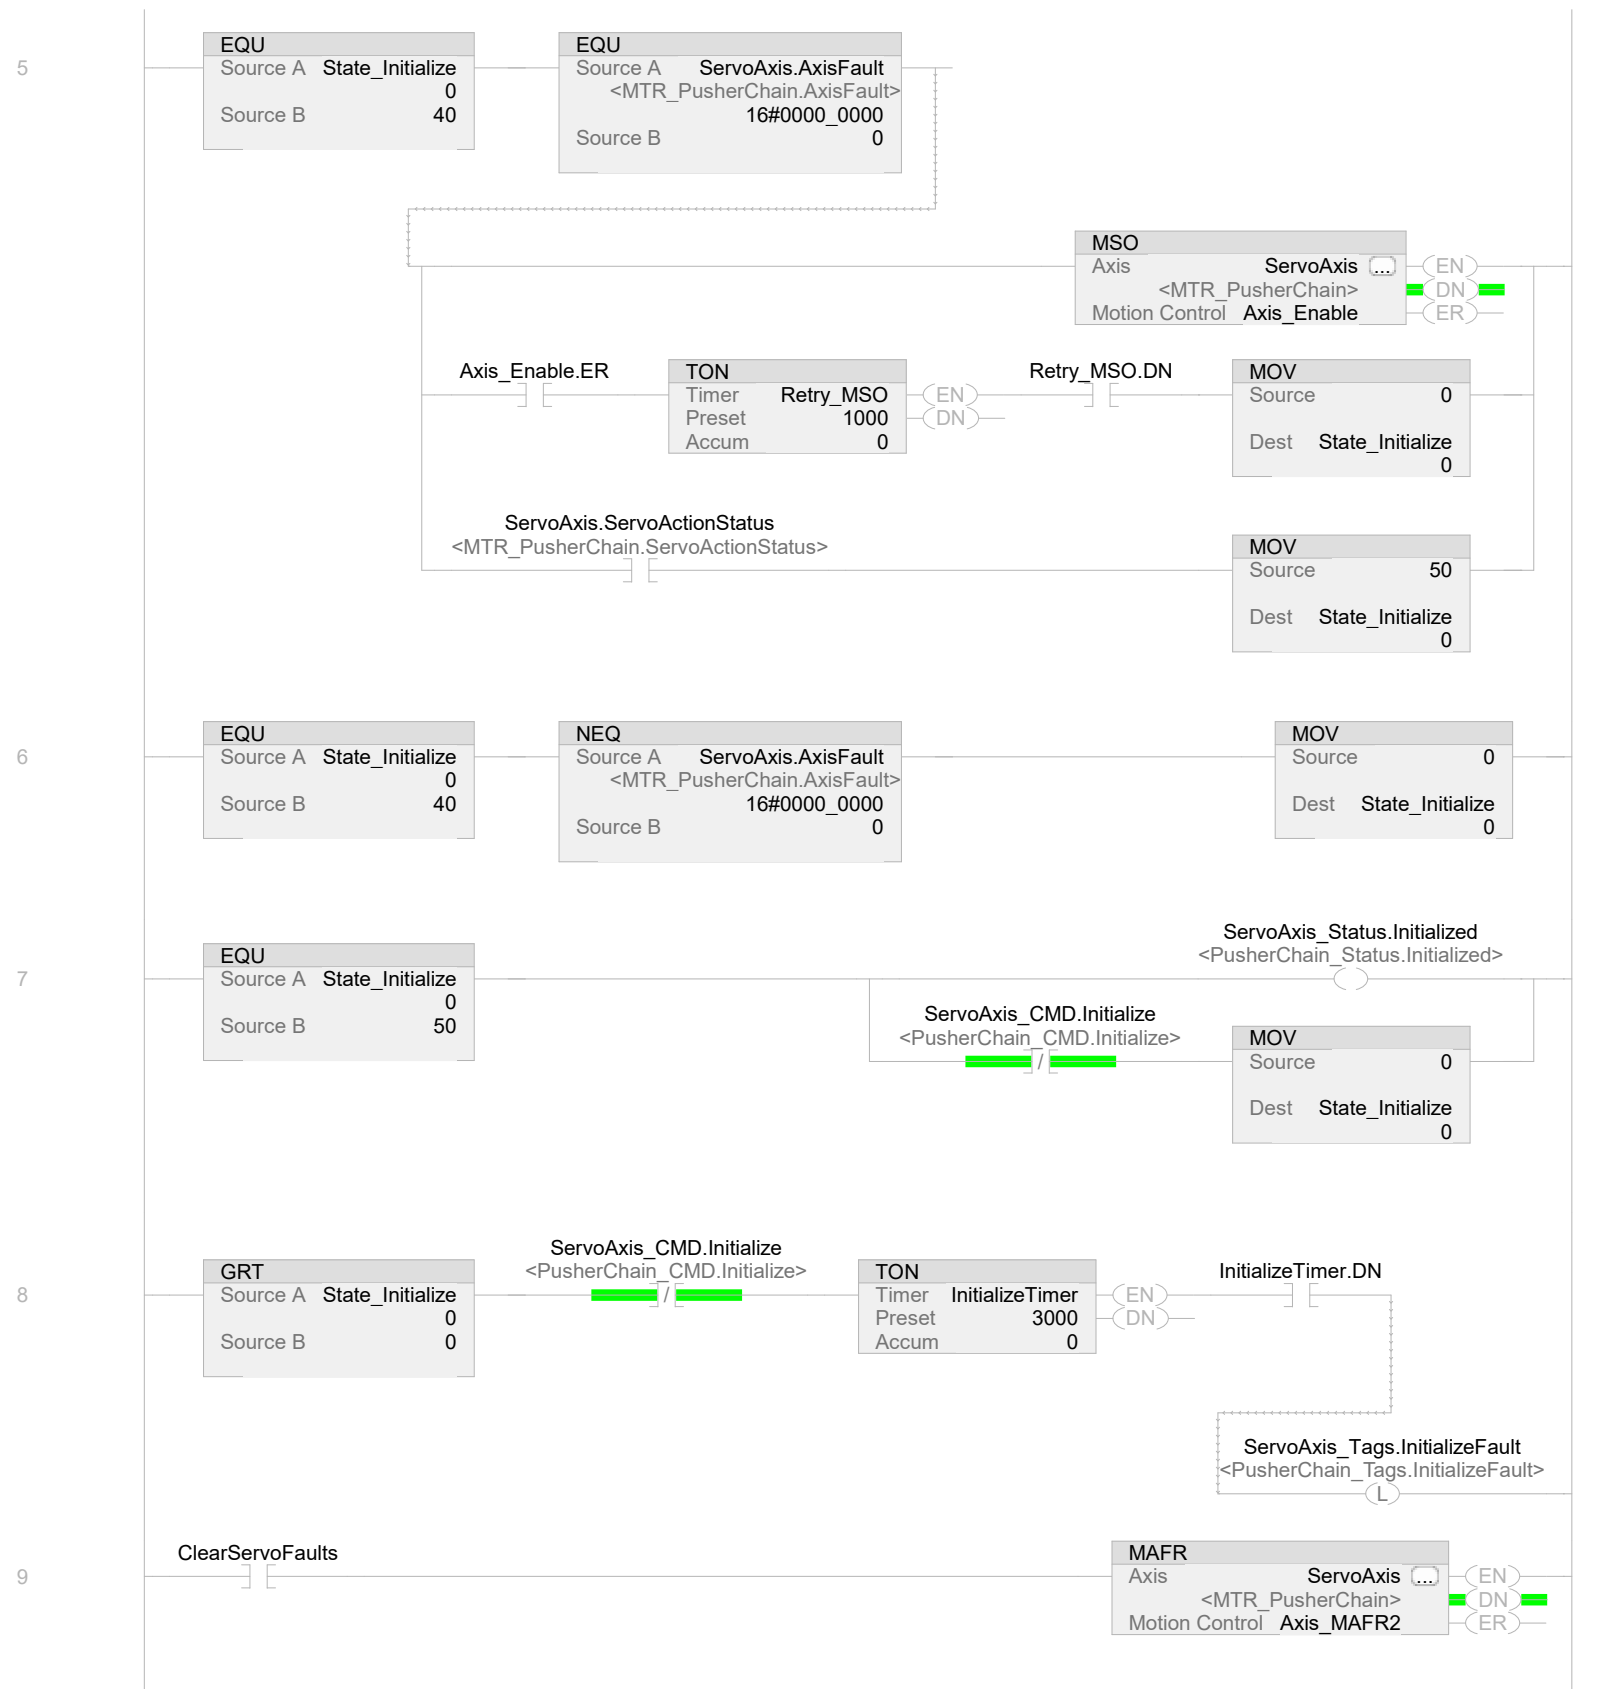 5
EQU
Source A State_Initialize
0
Source B 40
EQU
Source A ServoAxis.AxisFault
<MTR_PusherChain.AxisFault>
16#0000_0000
Source B 0
MSO
Axis ServoAxis ...
<MTR_PusherChain>
Motion Control Axis_Enable
EN
DN
ER
Axis_Enable.ER
TON
Timer Retry_MSO
Preset 1000
Accum 0
EN
DN
Retry_MSO.DN
MOV
Source 0
Dest State_Initialize
0
ServoAxis.ServoActionStatus
<MTR_PusherChain.ServoActionStatus>
MOV
Source 50
Dest State_Initialize
0
6
EQU
Source A State_Initialize
0
Source B 40
NEQ
Source A ServoAxis.AxisFault
<MTR_PusherChain.AxisFault>
16#0000_0000
Source B 0
MOV
Source 0
Dest State_Initialize
0
7
EQU
Source A State_Initialize
0
Source B 50
ServoAxis_Status.Initialized
<PusherChain_Status.Initialized>
ServoAxis_CMD.Initialize
<PusherChain_CMD.Initialize>
/
MOV
Source 0
Dest State_Initialize
0
8
GRT
Source A State_Initialize
0
Source B 0
ServoAxis_CMD.Initialize
<PusherChain_CMD.Initialize>
/
TON
Timer InitializeTimer
Preset 3000
Accum 0
EN
DN
InitializeTimer.DN
ServoAxis_Tags.InitializeFault
<PusherChain_Tags.InitializeFault>
L
9
ClearServoFaults
MAFR
Axis ServoAxis ...
<MTR_PusherChain>
Motion Control Axis_MAFR2
EN
DN
ER